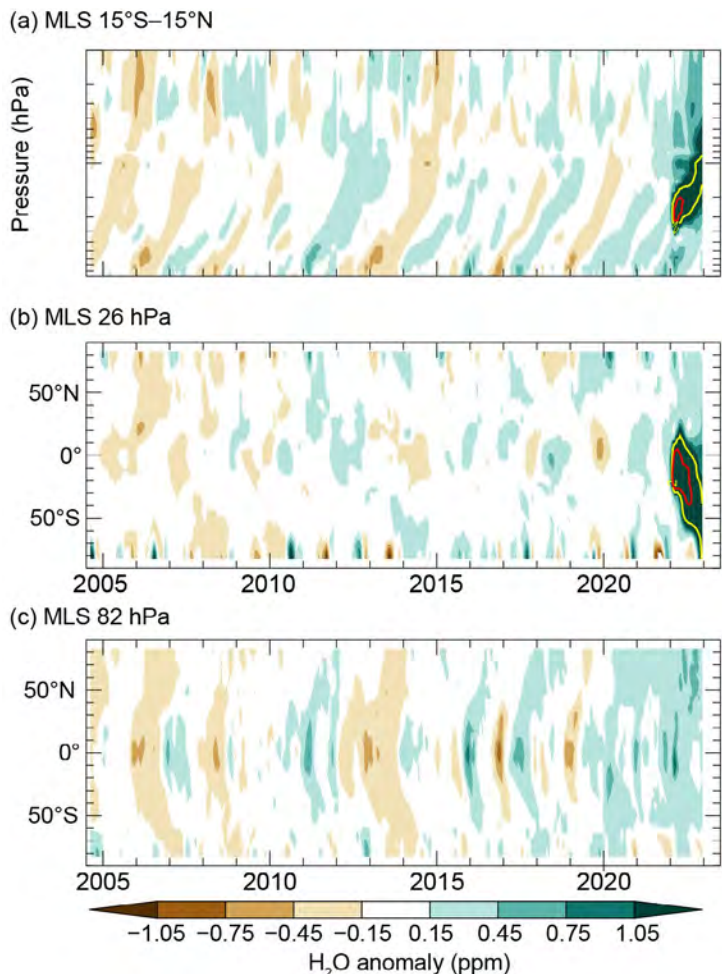 (a) MLS 15°S–15°N
Pressure (hPa)
(b) MLS 26 hPa
50°N
0°
50°S
2005 2010 2015 2020
(c) MLS 82 hPa
50°N
0°
50°S
2005 2010 2015 2020
−1.05 −0.75 −0.45 −0.15 0.15 0.45 0.75 1.05
H₂O anomaly (ppm)